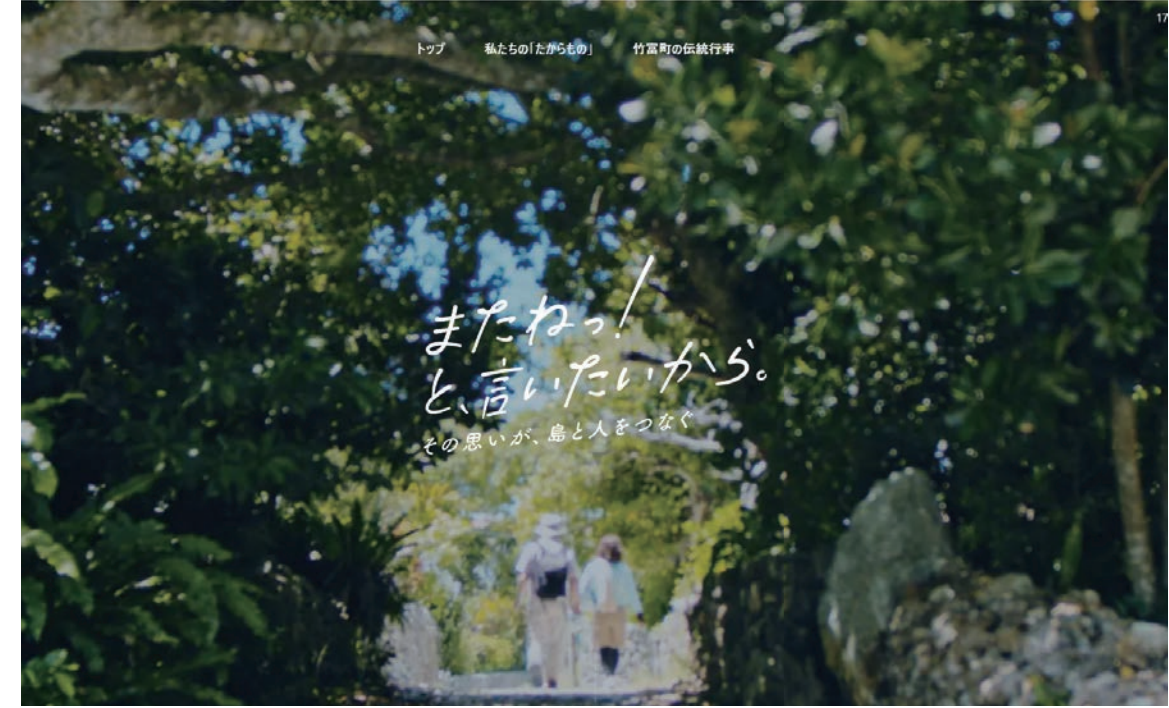 17
トップ 私たちの「たからもの」 竹富町の伝統行事
またねっ!
と、言いたいから。
その思いが、島と人をつなぐ